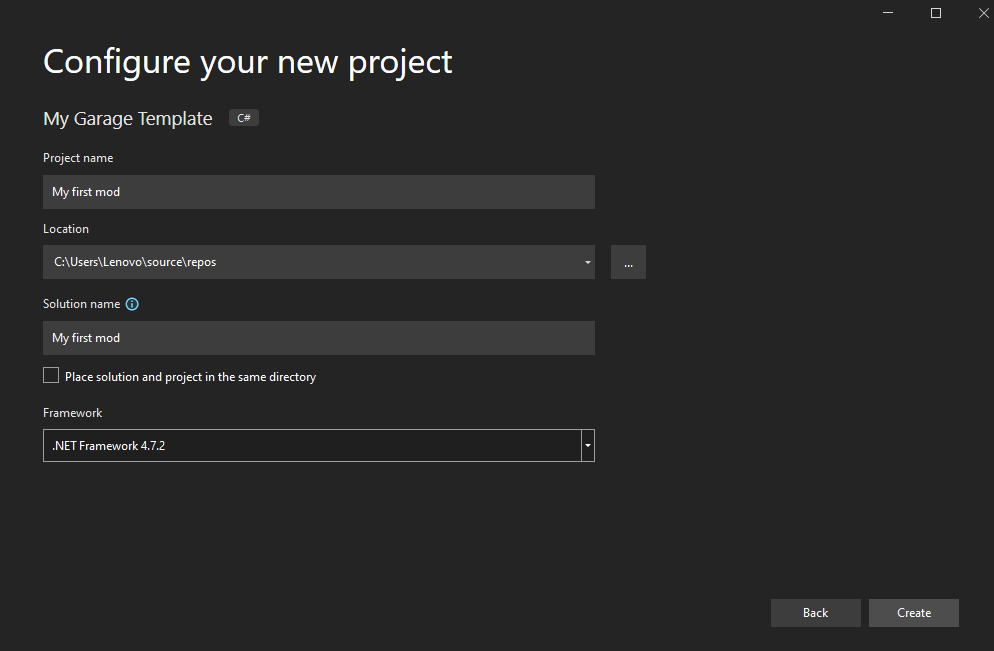 Configure your new project
My Garage Template C#
Project name
My first mod
Location
C:\Users\Lenovo\source\repos
...
Solution name
My first mod
Place solution and project in the same directory
Framework
.NET Framework 4.7.2
Back Create